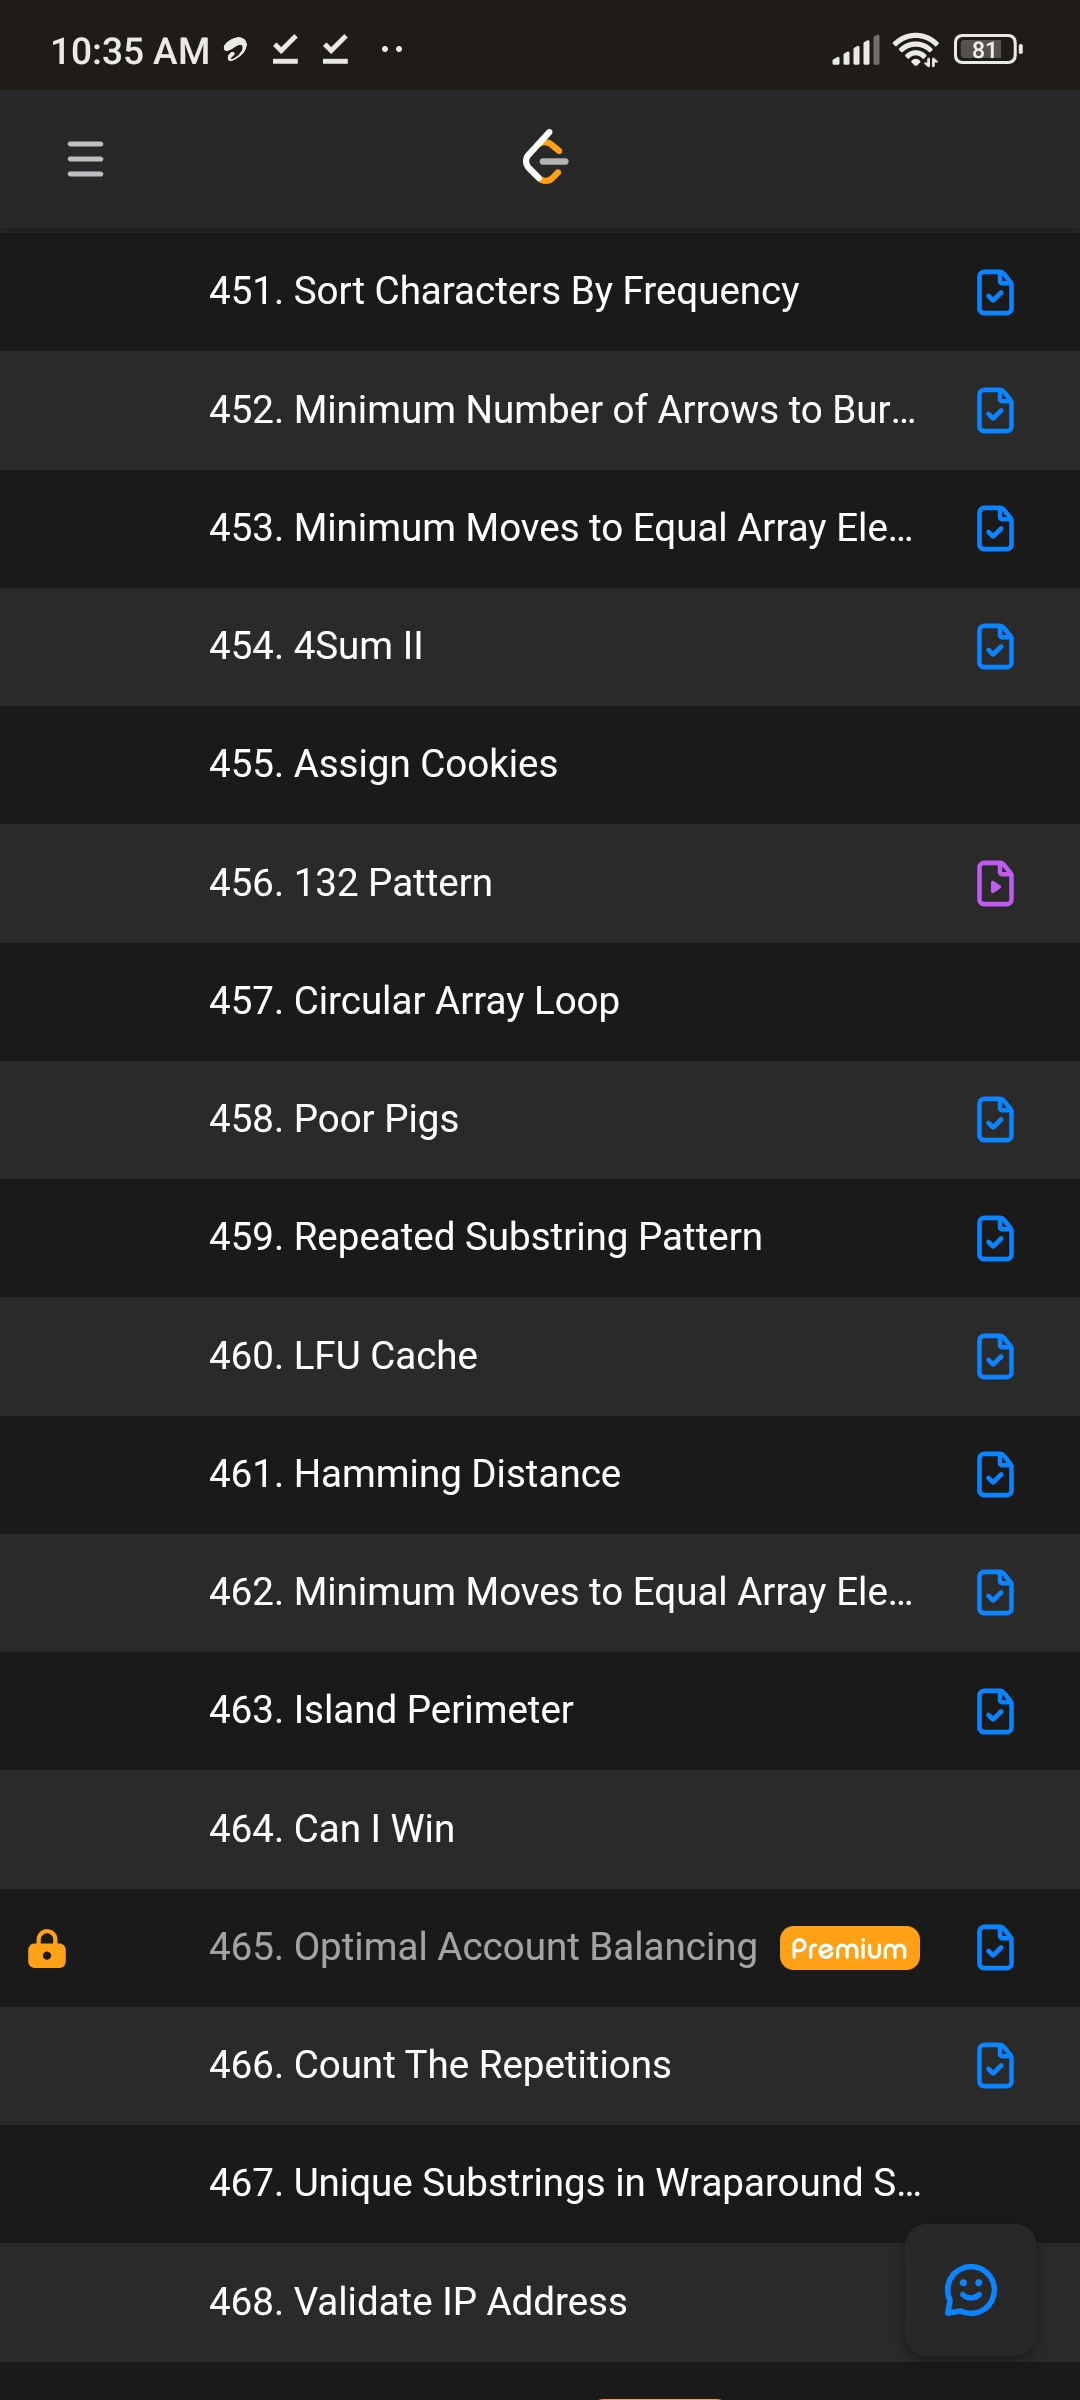 10:35 AM
81
451. Sort Characters By Frequency
452. Minimum Number of Arrows to Bur...
453. Minimum Moves to Equal Array Ele...
454. 4Sum II
455. Assign Cookies
456. 132 Pattern
457. Circular Array Loop
458. Poor Pigs
459. Repeated Substring Pattern
460. LFU Cache
461. Hamming Distance
462. Minimum Moves to Equal Array Ele...
463. Island Perimeter
464. Can I Win
465. Optimal Account Balancing Premium
466. Count The Repetitions
467. Unique Substrings in Wraparound S...
468. Validate IP Address